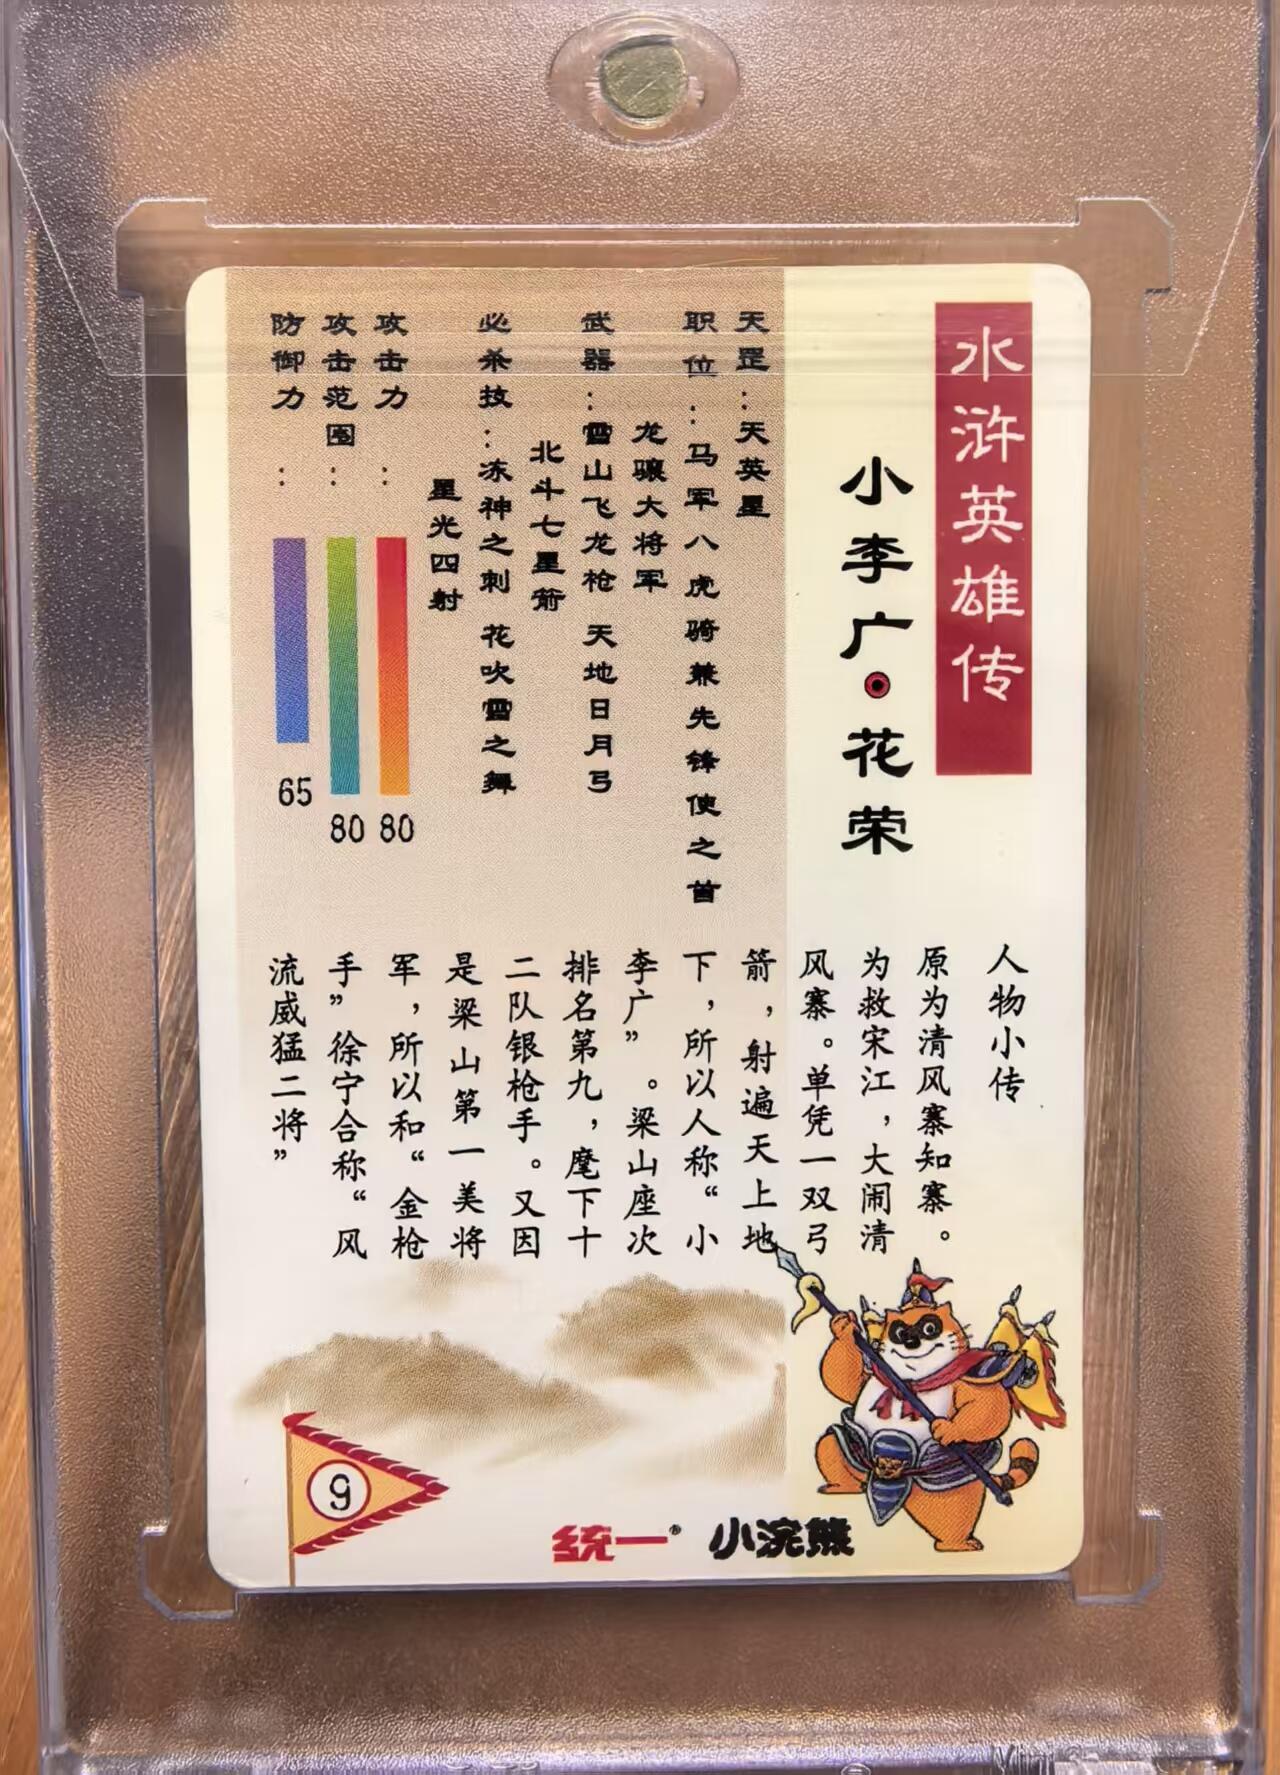 水浒英雄传
小李广·花荣
天罡：天英星
职位：马军八虎骑兼先锋使之首
龙骧大将军
武器：雪山飞龙枪 天地日月弓
北斗七星箭
必杀技：冻神之刺 花吹雪之舞
星光四射
攻击力：80
攻击范围：80
防御力：65
人物小传
原为清风寨知寨。
为救宋江，大闹清
风寨。单凭一双弓
箭，射遍天上地
下，所以人称“小
李广”。梁山座次
排名第九，麾下十
二队银枪手。又因
是梁山第一美将
军，所以和“金枪
手”徐宁合称“风
流威猛二将”
9
统一® 小浣熊